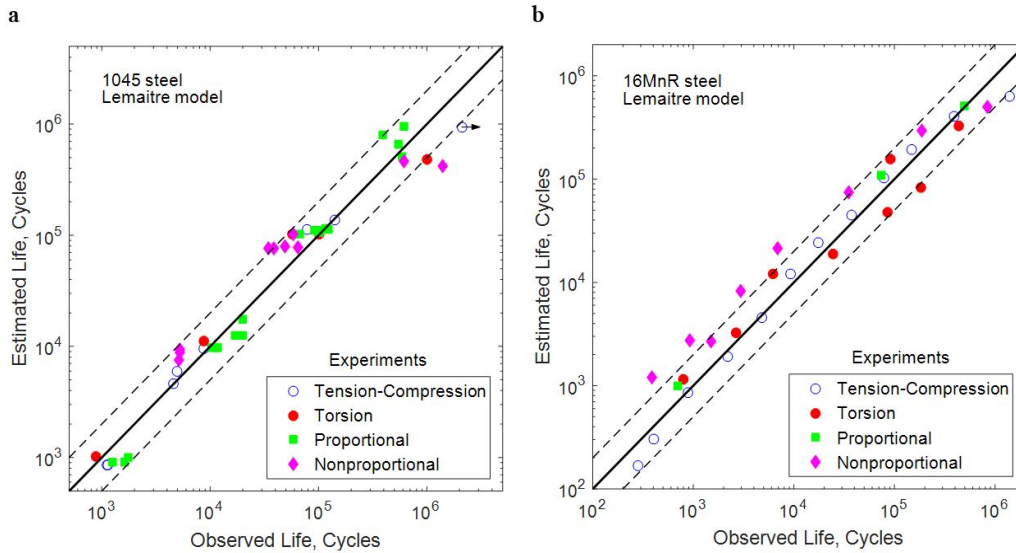 a
1045 steel
Lemaitre model
Estimated Life, Cycles
10^6
10^5
10^4
10^3
Experiments
Tension-Compression
Torsion
Proportional
Nonproportional
10^3 10^4 10^5 10^6
Observed Life, Cycles
b
16MnR steel
Lemaitre model
Estimated Life, Cycles
10^6
10^5
10^4
10^3
10^2
Experiments
Tension-Compression
Torsion
Proportional
Nonproportional
10^2 10^3 10^4 10^5 10^6
Observed Life, Cycles